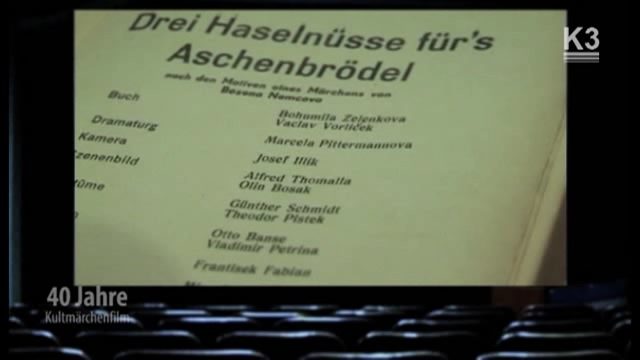 Drei Haselnüsse für's
Aschenbrödel
nach den Motiven eines Märchens von
Bozena Nemcova
Buch
Bohumila Zelenkova
Vaclav Vorlicek
Dramaturg
Marcela Pittermannova
Kamera
Josef Illik
Szenenbild
Alfred Thomalla
Olin Bosak
Günther Schmidt
Theodor Pistek
Otto Banse
Vladimir Petrina
Frantisek Fabian
K3
40 Jahre
Kultmärchenfilm